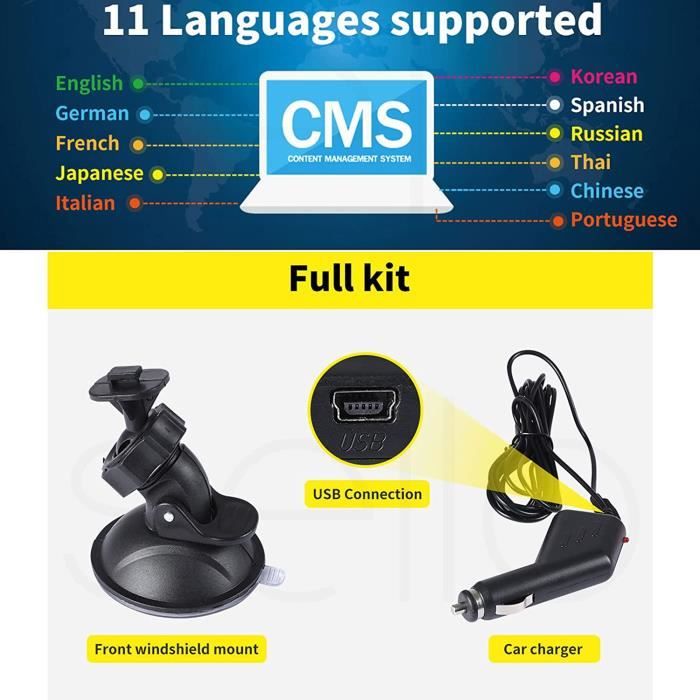 11 Languages supported
English
German
French
Japanese
Italian
CMS
CONTENT MANAGEMENT SYSTEM
Korean
Spanish
Russian
Thai
Chinese
Portuguese
Full kit
USB
USB Connection
Front windshield mount
Car charger